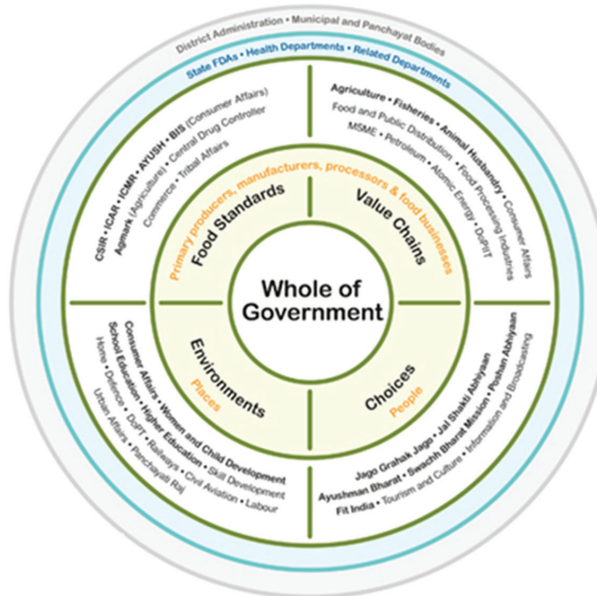 District Administration • Municipal and Panchayat Bodies
State FDAs • Health Departments • Related Departments
CSIR • ICAR • ICMR • AYUSH • BIS (Consumer Affairs)
Agmark (Agriculture) • Central Drug Controller
Commerce • Tribal Affairs
Agriculture • Fisheries • Animal Husbandry • Consumer Affairs
Food and Public Distribution • Food Processing Industries
MSME • Petroleum • Atomic Energy • DoPIIT
Primary producers, manufacturers, processors & food businesses
Food Standards
Value Chains
Whole of
Government
Environments
Places
Choices
People
Consumer Affairs • Women and Child Development
School Education • Higher Education • Skill Development
Home • Defence • DoPT • Railways • Civil Aviation • Labour
Urban Affairs • Panchayati Raj
Jago Grahak Jago • Jal Shakti Abhiyaan
Ayushman Bharat • Swachh Bharat Mission • Poshan Abhiyaan
Fit India • Tourism and Culture • Information and Broadcasting